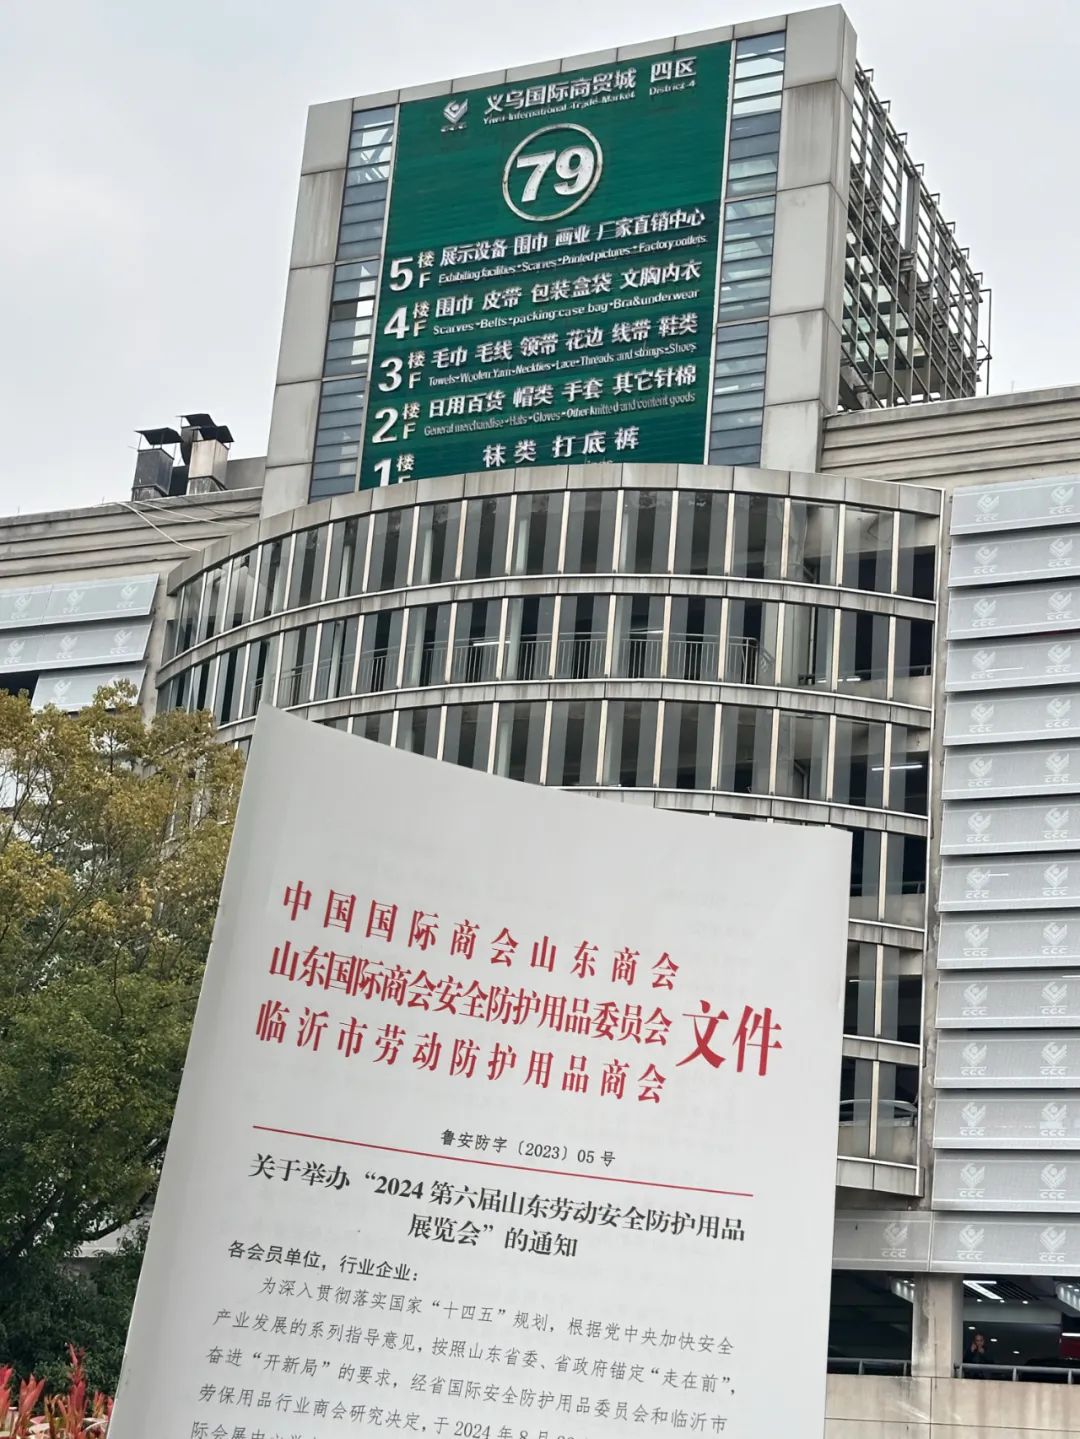 义乌国际商贸城 四区
CCC Yiwu International Trade Market District 4
79
5楼F 展示设备 围巾 画业 厂家直销中心
Exhibiting facilities·Scarves·Printed pictures·Factory outlets
4楼F 围巾 皮带 包装盒袋 文胸内衣
Scarves·Belts·packing case bag·Bra&underwear
3楼F 毛巾 毛线 领带 花边 线带 鞋类
Towels·Woolen Yarn·Neckties·Lace·Threads and strings·Shoes
2楼F 日用百货 帽类 手套 其它针棉
General merchandise·Hats·Gloves·Other knitted and content goods
1楼 袜类 打底裤
中国国际商会山东商会
山东国际商会安全防护用品委员会 文件
临沂市劳动防护用品商会
鲁安防字〔2023〕05号
关于举办“2024第六届山东劳动安全防护用品
展览会”的通知
各会员单位，行业企业：
为深入贯彻落实国家“十四五”规划，根据党中央加快安全
产业发展的系列指导意见，按照山东省委、省政府锚定“走在前”，
奋进“开新局”的要求，经省国际安全防护用品委员会和临沂市
劳保用品行业商会研究决定，于2024年8月
际会展中心